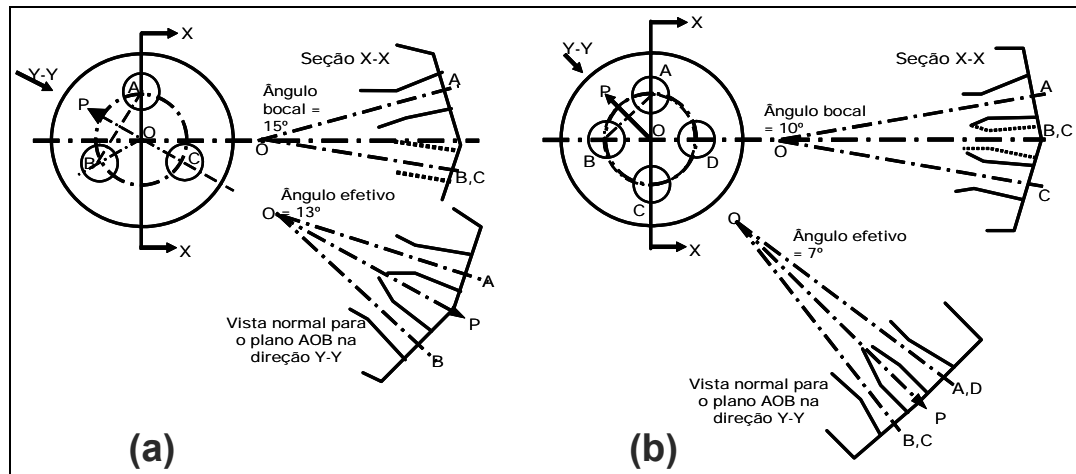 X
Y-Y
A
P
O
B
C
X
Seção X-X
Ângulo
bocal =
15º
O
A
B,C
Ângulo efetivo
= 13º
O
A
P
B
Vista normal para
o plano AOB na
direção Y-Y
(a)
X
Y-Y
A
P
O
B
D
C
X
Seção X-X
Ângulo bocal
= 10º
O
A
B,C
C
O
Ângulo efetivo
= 7º
A,D
P
B,C
Vista normal para
o plano AOB na
direção Y-Y
(b)